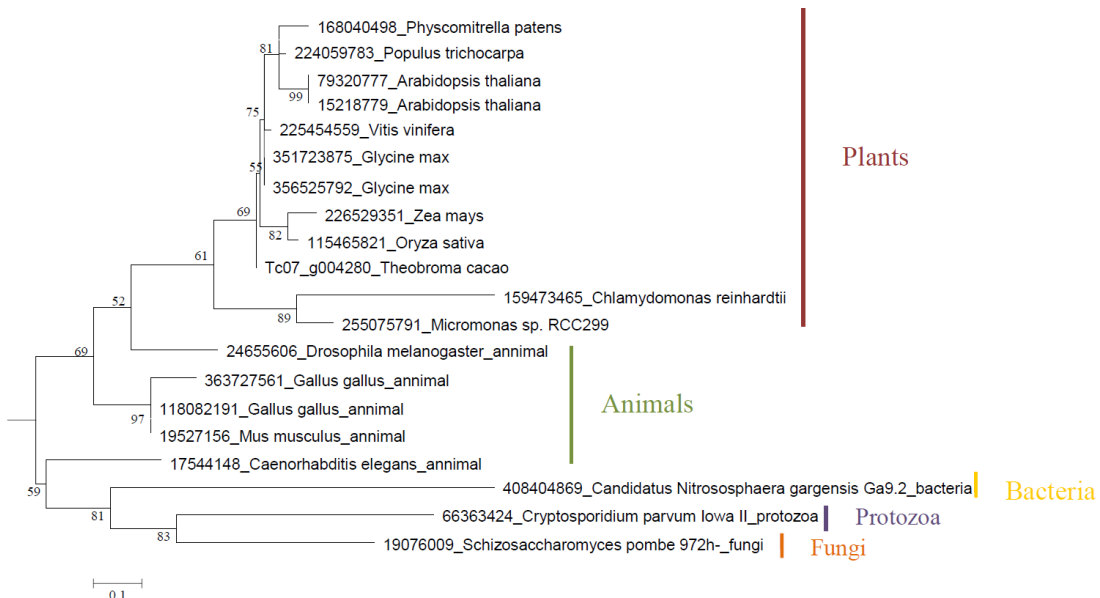 168040498_Physcomitrella patens
81
224059783_Populus trichocarpa
79320777_Arabidopsis thaliana
99
15218779_Arabidopsis thaliana
75
225454559_Vitis vinifera
351723875_Glycine max
Plants
55
356525792_Glycine max
69
226529351_Zea mays
82
115465821_Oryza sativa
61
Tc07_g004280_Theobroma cacao
159473465_Chlamydomonas reinhardtii
52
89
255075791_Micromonas sp. RCC299
69
24655606_Drosophila melanogaster_annimal
363727561_Gallus gallus_annimal
Animals
118082191_Gallus gallus_annimal
97
19527156_Mus musculus_annimal
17544148_Caenorhabditis elegans_annimal
59
408404869_Candidatus Nitrososphaera gargensis Ga9.2_bacteria
Bacteria
81
66363424_Cryptosporidium parvum Iowa II_protozoa
Protozoa
83
19076009_Schizosaccharomyces pombe 972h-_fungi
Fungi
0.1